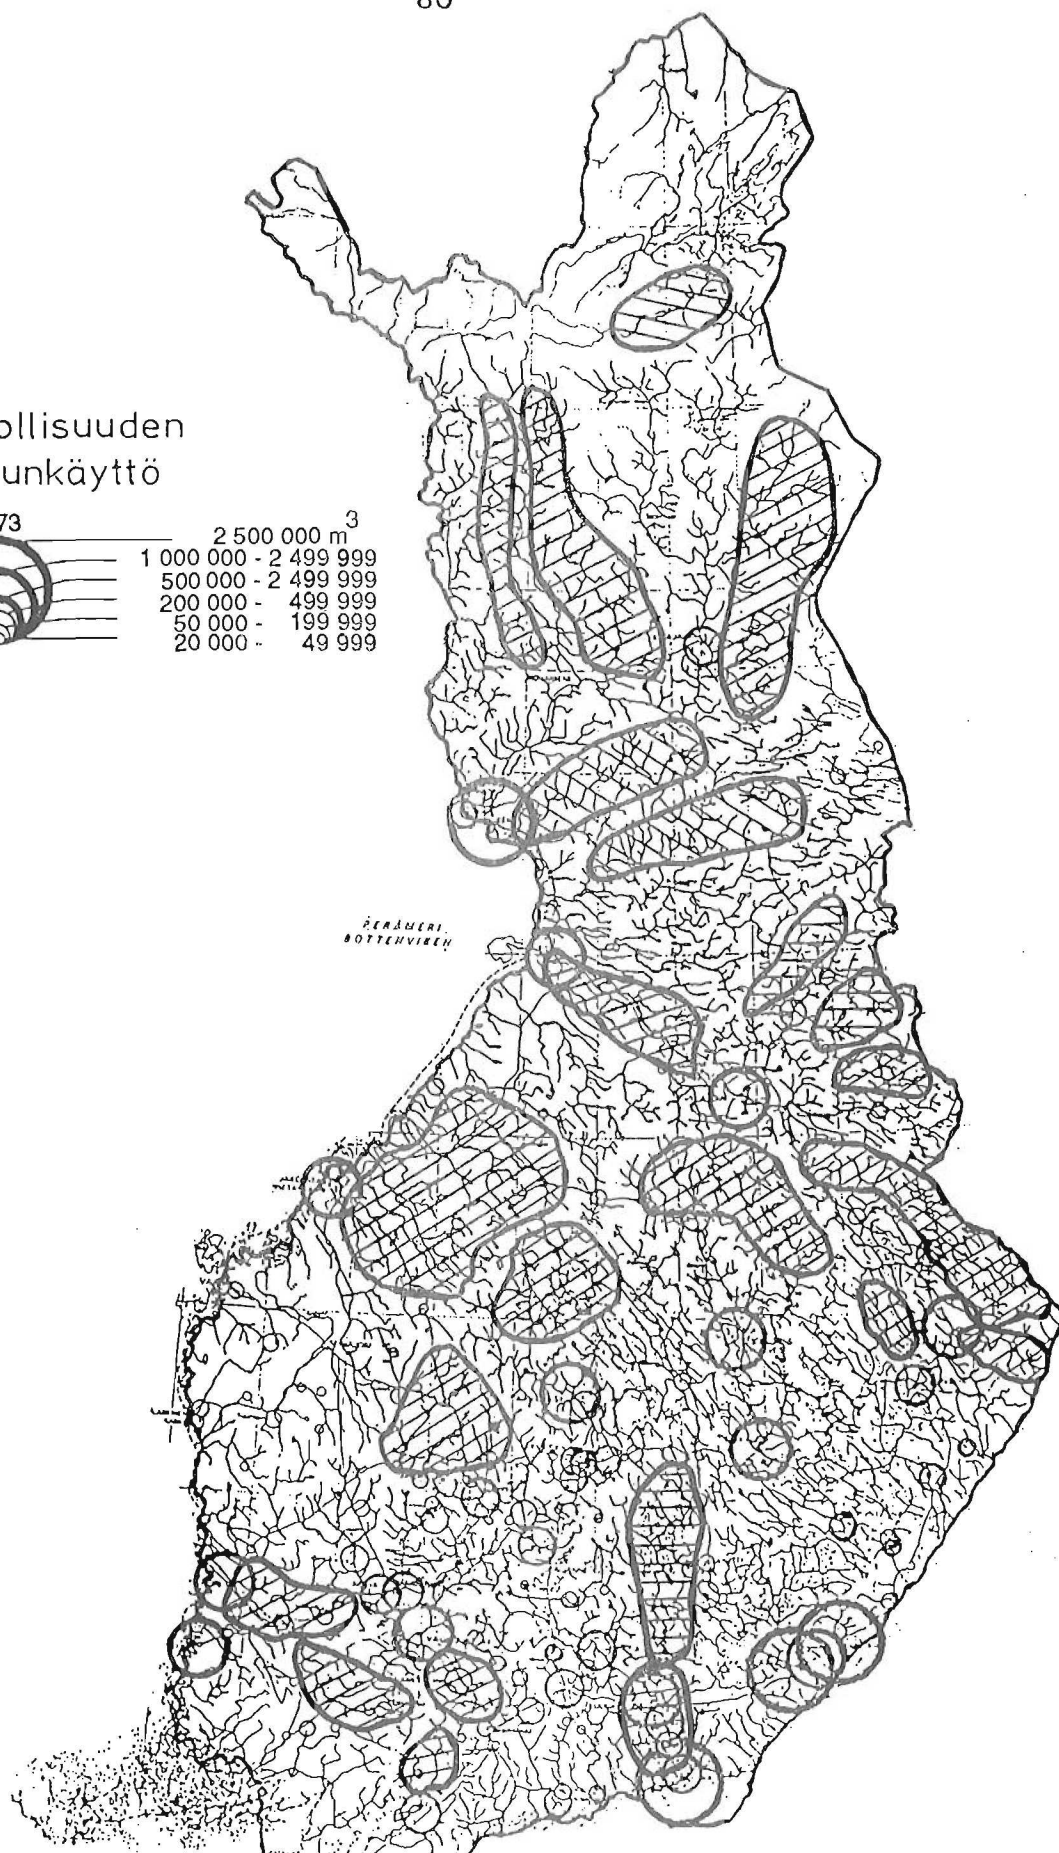 80
ollisuuden
unkäyttö
73
2 500 000 m³
1 000 000 - 2 499 999
500 000 - 2 499 999
200 000 - 499 999
50 000 - 199 999
20 000 - 49 999
PERÄMERI
BOTTENVIKEN